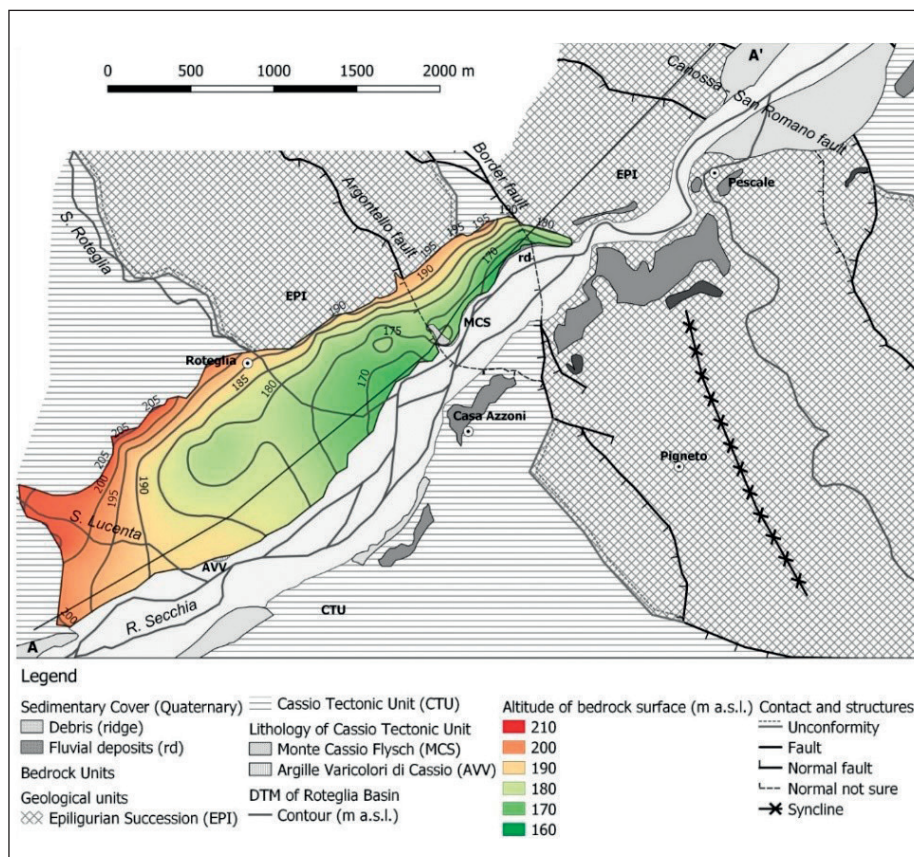 0 500 1000 1500 2000 m
A'
Canossa - San Romano fault
Border fault
EPI
Pescale
Argontello fault
S. Roteglia
190
195
180
195
195
170
rd
190
EPI
190
MCS
175
Roteglia
185
170
180
205
Casa Azzoni
205
205
200
Pigneto
195
190
S. Lucenta
AVV
200
CTU
R. Secchia
A
Legend
Sedimentary Cover (Quaternary)
Debris (ridge)
Fluvial deposits (rd)
Bedrock Units
Geological units
Epiligurian Succession (EPI)
Cassio Tectonic Unit (CTU)
Lithology of Cassio Tectonic Unit
Monte Cassio Flysch (MCS)
Argille Varicolori di Cassio (AVV)
DTM of Roteglia Basin
Contour (m a.s.l.)
Altitude of bedrock surface (m a.s.l.)
210
200
190
180
170
160
Contact and structures
Unconformity
Fault
Normal fault
Normal not sure
Syncline